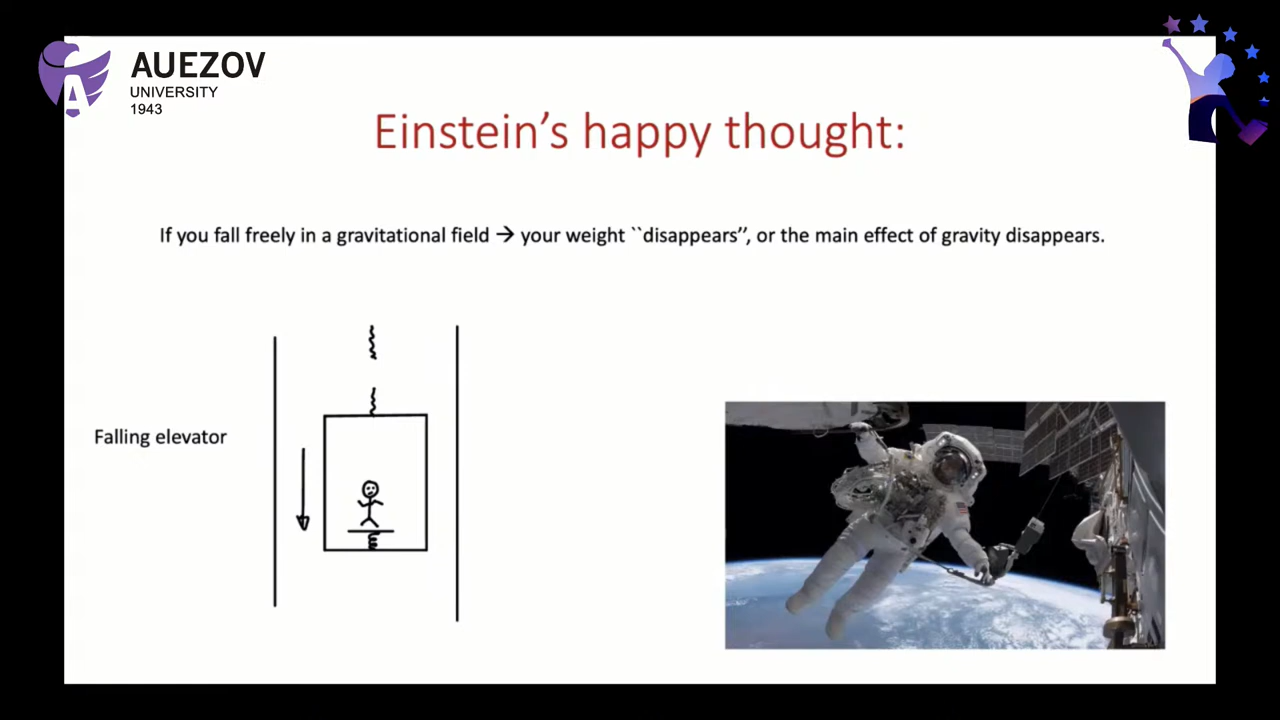 AUEZOV
UNIVERSITY
1943
Einstein’s happy thought:
If you fall freely in a gravitational field → your weight ``disappears’’, or the main effect of gravity disappears.
Falling elevator